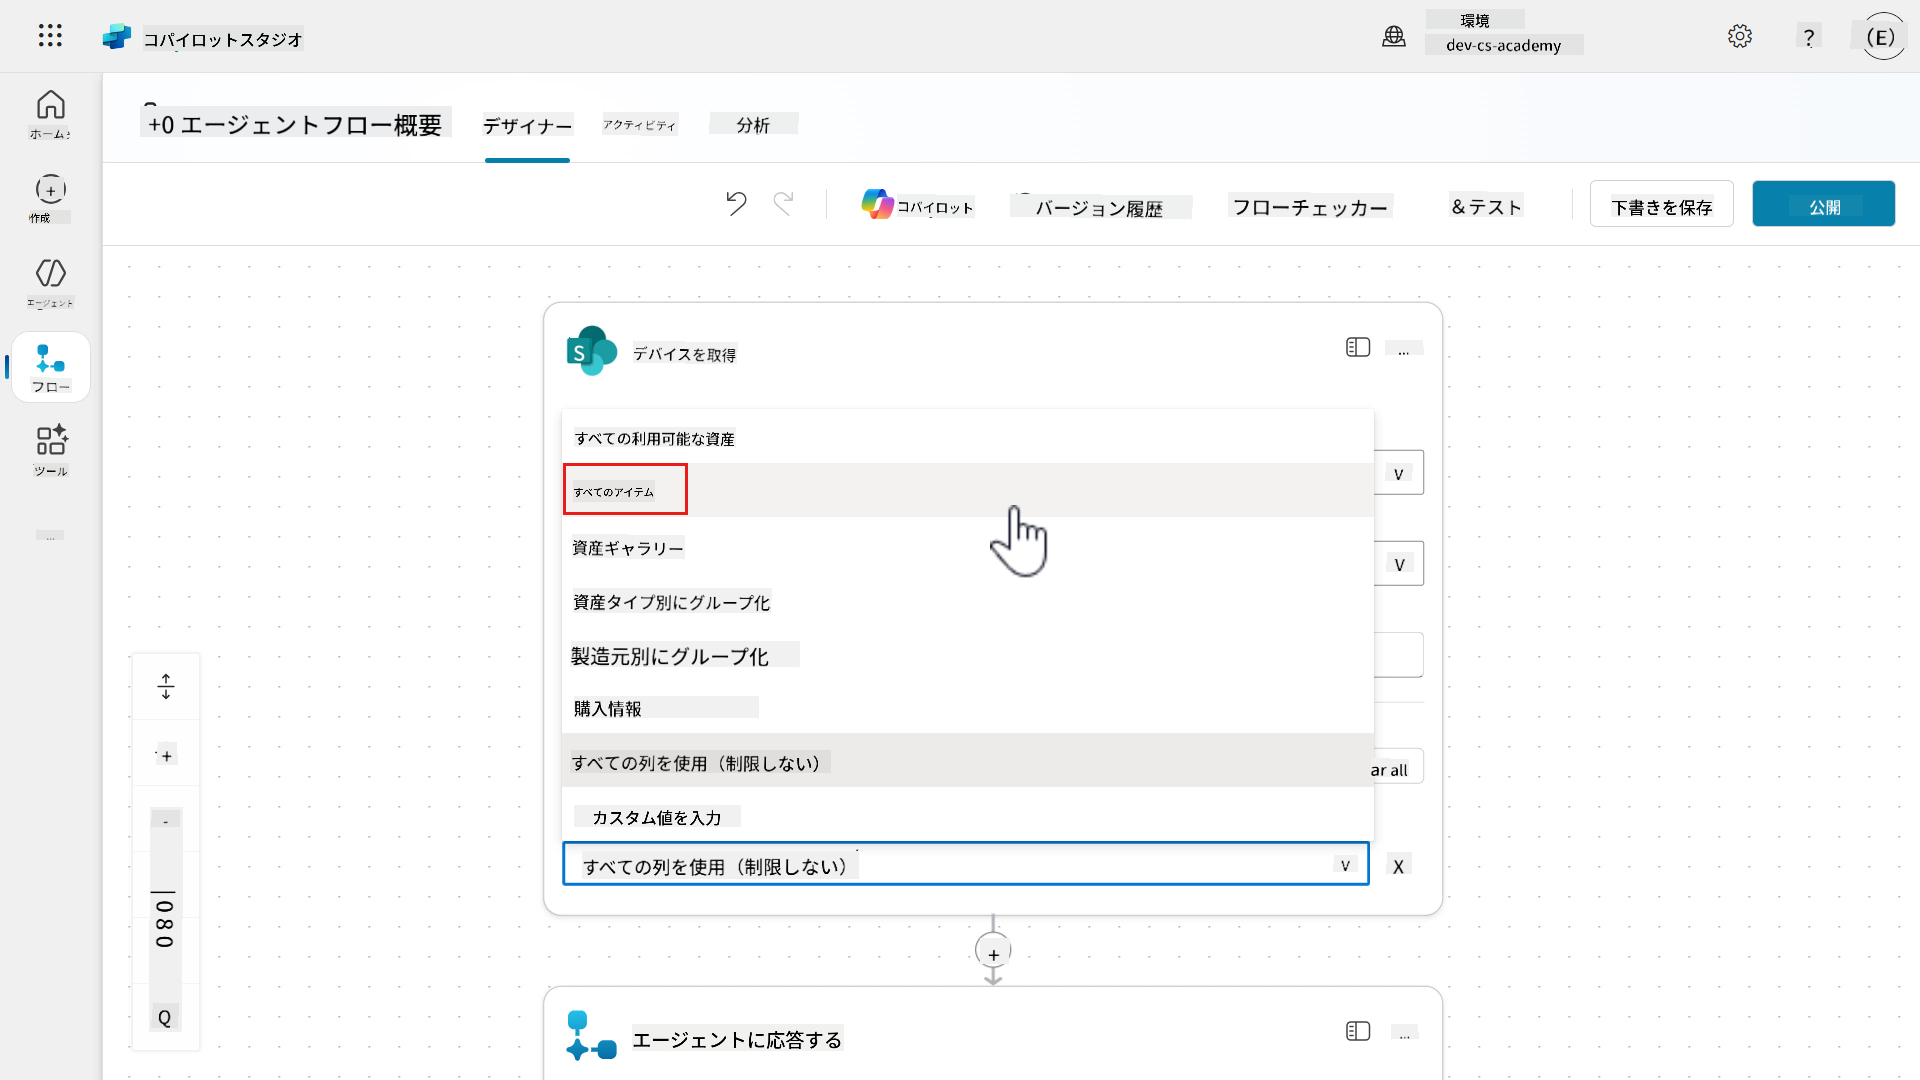 コパイロットスタジオ
環境
dev-cs-academy
?
(E)
+0 エージェントフロー概要
デザイナー
アクティビティ
分析
ホーム
作成
エージェント
フロー
ツール
...
コパイロット
バージョン履歴
フローチェッカー
&テスト
下書きを保存
公開
デバイスを取得
...
すべての利用可能な資産
すべてのアイテム
V
資産ギャラリー
V
資産タイプ別にグループ化
製造元別にグループ化
購入情報
すべての列を使用（制限しない）
ar all
カスタム値を入力
すべての列を使用（制限しない）
V
X
+
-
|080
Q
+
エージェントに応答する
...